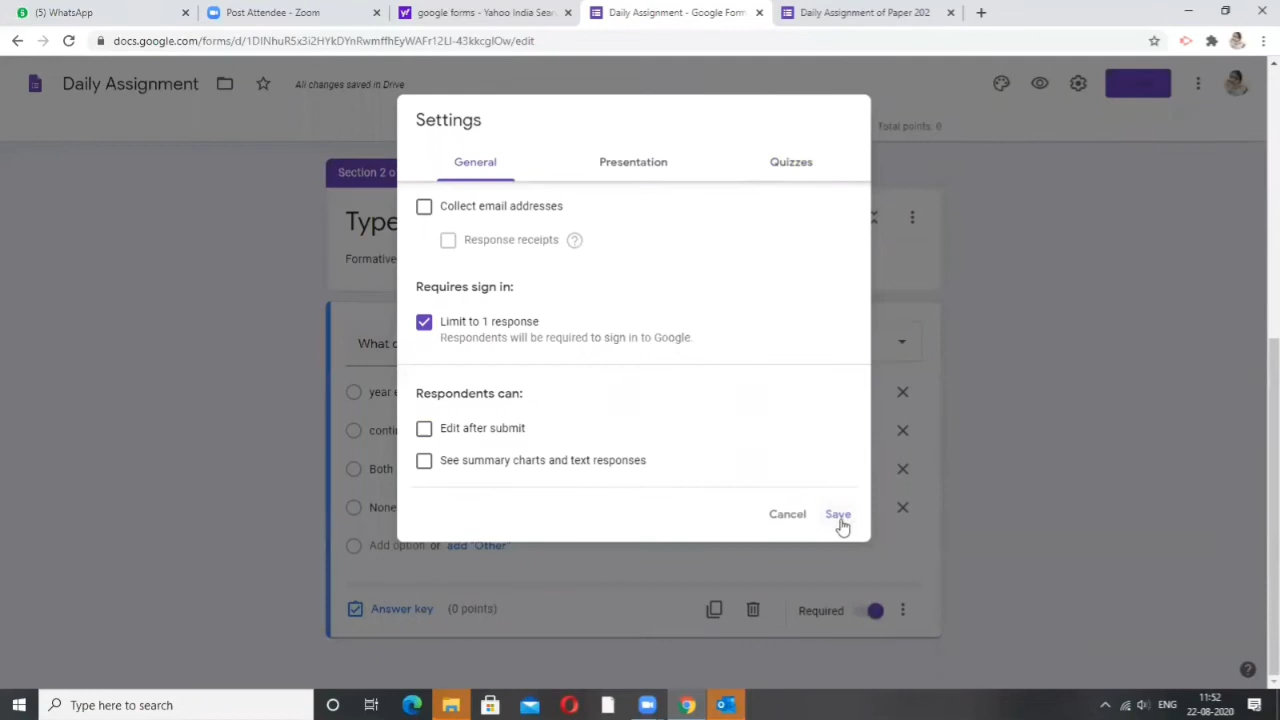 (5) WhatsApp
Post Attendee - Zoom
google forms - Yahoo India Sear
Daily Assignment - Google Form
Daily Assignment of Paper 202
docs.google.com/forms/d/1DINhuR5x3i2HYkDYnRwmffhEyWAFr12LI-43kkcgIOw/edit
Daily Assignment
All changes saved in Drive
Total points: 0
Settings
General
Presentation
Quizzes
Section 2 o
Collect email addresses
Type
Response receipts
Formative
Requires sign in:
Limit to 1 response
Respondents will be required to sign in to Google.
What c
year e
Respondents can:
Edit after submit
conti
See summary charts and text responses
Both
None
Cancel
Save
Add option or add "Other"
Answer key
(0 points)
Required
Type here to search
ENG
11:52
22-08-2020